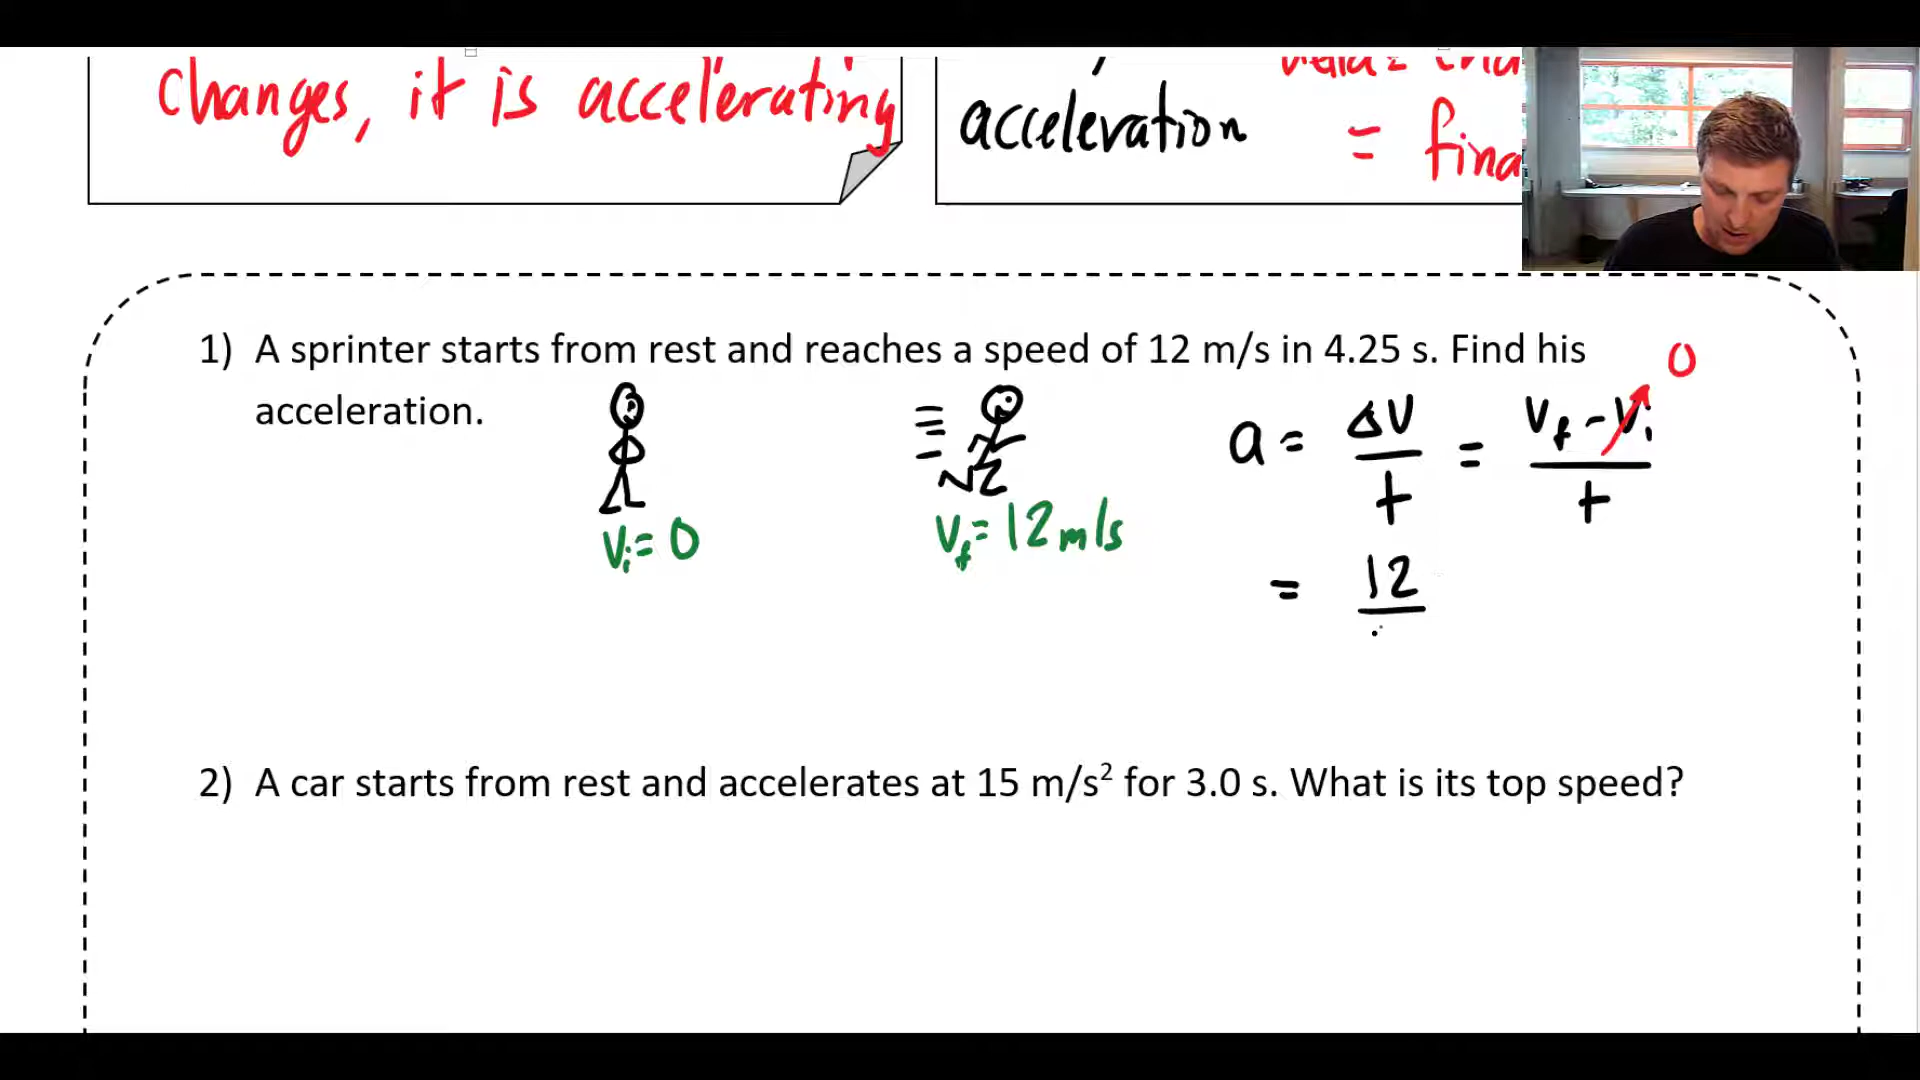 changes, it is accelerating
acceleration
= fina
1) A sprinter starts from rest and reaches a speed of 12 m/s in 4.25 s. Find his
acceleration.
a = Δv/t = vf - vi/t
0
vi = 0
vf = 12 m/s
= 12
2) A car starts from rest and accelerates at 15 m/s² for 3.0 s. What is its top speed?